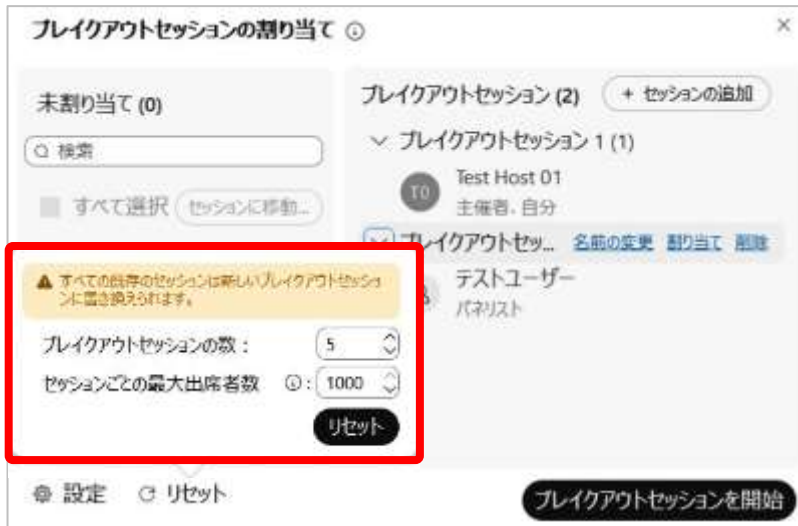 ブレイクアウトセッションの割り当て
未割り当て (0)
検索
すべて選択
セッションに移動...
ブレイクアウトセッション (2)
+ セッションの追加
ブレイクアウトセッション 1 (1)
TO
Test Host 01
主催者、自分
ブレイクアウトセッ... 名前の変更 割り当て 削除
テストユーザー
パネリスト
すべての既存のセッションは新しいブレイクアウトセッショ
ンに置き換えられます。
ブレイクアウトセッションの数 : 5
セッションごとの最大出席者数 : 1000
リセット
設定
リセット
ブレイクアウトセッションを開始